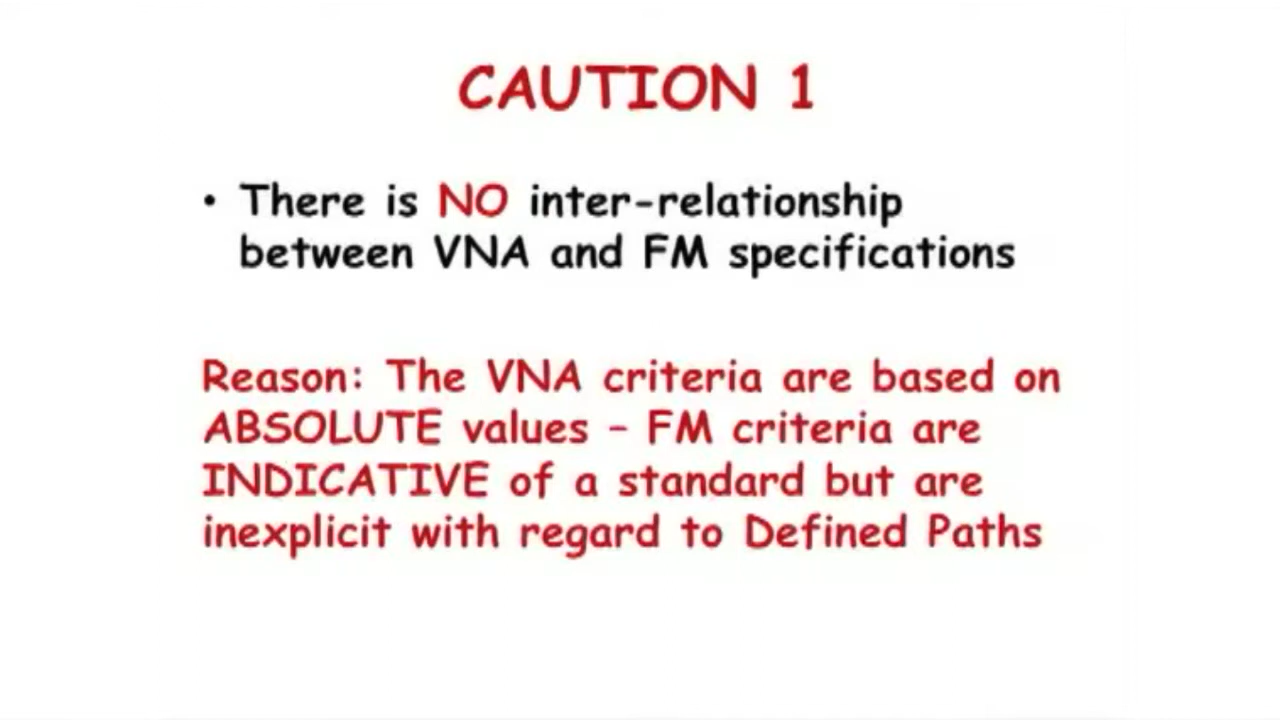 CAUTION 1
• There is NO inter-relationship
between VNA and FM specifications
Reason: The VNA criteria are based on
ABSOLUTE values – FM criteria are
INDICATIVE of a standard but are
inexplicit with regard to Defined Paths